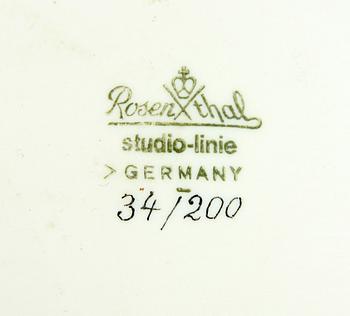 Rosenthal
studio-linie
> GERMANY
34/200